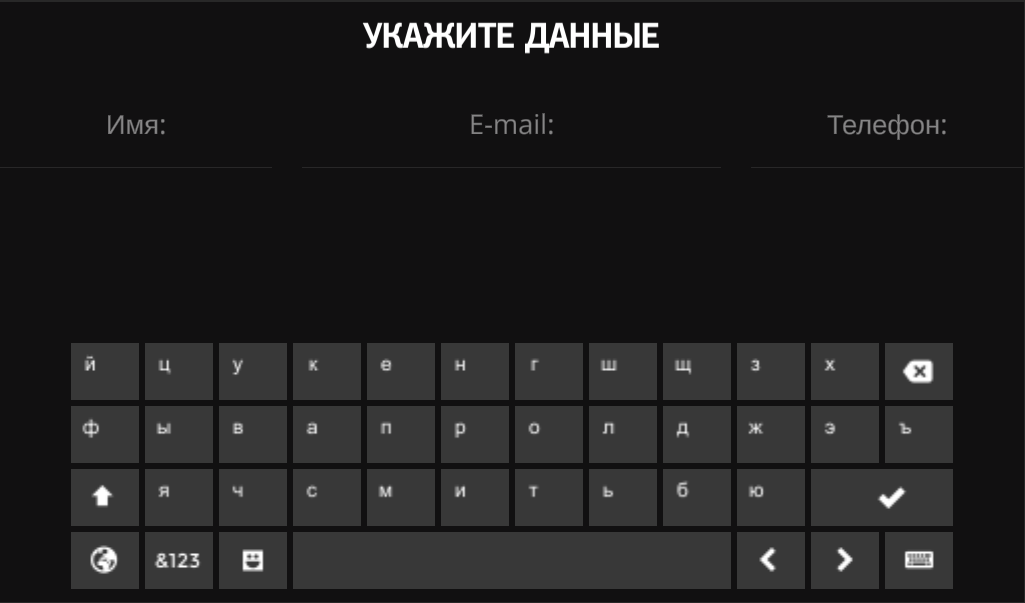 УКАЖИТЕ ДАННЫЕ
Имя: E-mail: Телефон:
й ц у к е н г ш щ з х
ф ы в а п р о л д ж э ъ
я ч с м и т ь б ю
&123